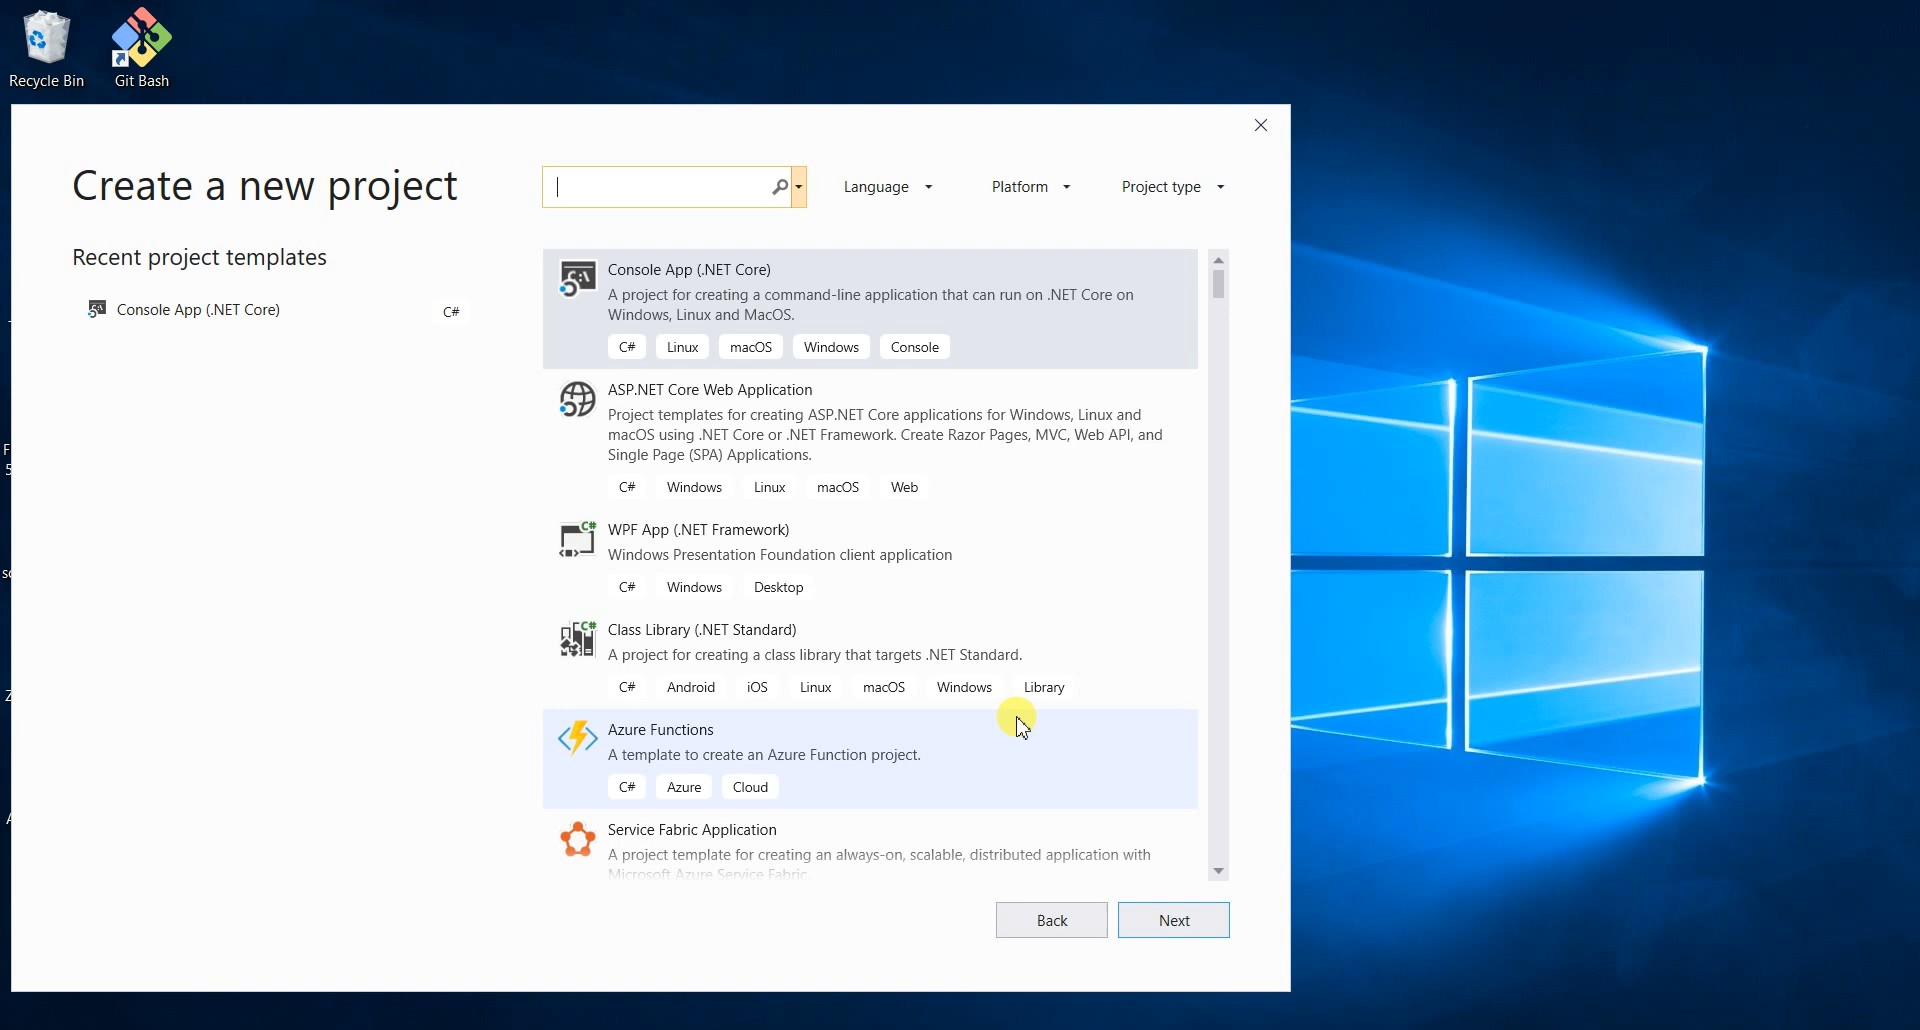 Recycle Bin
Git Bash
Create a new project
Language
Platform
Project type
Recent project templates
Console App (.NET Core)
C#
Console App (.NET Core)
A project for creating a command-line application that can run on .NET Core on
Windows, Linux and MacOS.
C# Linux macOS Windows Console
ASP.NET Core Web Application
Project templates for creating ASP.NET Core applications for Windows, Linux and
macOS using .NET Core or .NET Framework. Create Razor Pages, MVC, Web API, and
Single Page (SPA) Applications.
C# Windows Linux macOS Web
WPF App (.NET Framework)
Windows Presentation Foundation client application
C# Windows Desktop
Class Library (.NET Standard)
A project for creating a class library that targets .NET Standard.
C# Android iOS Linux macOS Windows Library
Azure Functions
A template to create an Azure Function project.
C# Azure Cloud
Service Fabric Application
A project template for creating an always-on, scalable, distributed application with
Microsoft Azure Service Fabric.
Back
Next